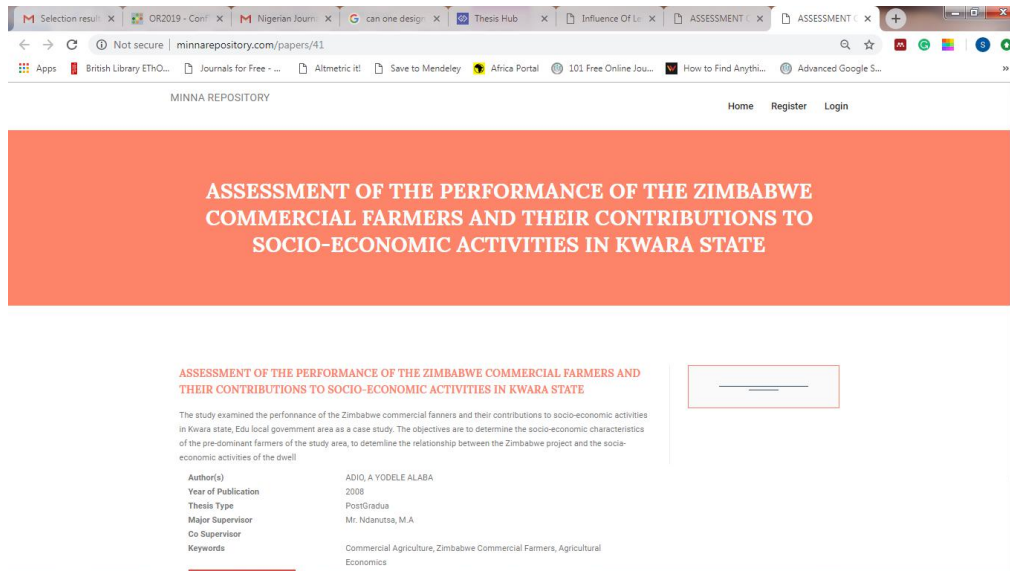 Selection result OR2019 - Conf Nigerian Journ can one design Thesis Hub Influence Of Le ASSESSMENT C ASSESSMENT C
Not secure minnarepository.com/papers/41
Apps British Library EThO... Journals for Free - ... Altmetric it! Save to Mendeley Africa Portal 101 Free Online Jou... How to Find Anythi... Advanced Google S... »
MINNA REPOSITORY
Home Register Login
ASSESSMENT OF THE PERFORMANCE OF THE ZIMBABWE
COMMERCIAL FARMERS AND THEIR CONTRIBUTIONS TO
SOCIO-ECONOMIC ACTIVITIES IN KWARA STATE
ASSESSMENT OF THE PERFORMANCE OF THE ZIMBABWE COMMERCIAL FARMERS AND
THEIR CONTRIBUTIONS TO SOCIO-ECONOMIC ACTIVITIES IN KWARA STATE
The study examined the perfonnance of the Zimbabwe commercial fanners and their contributions to socio-economic activities
in Kwara state, Edu local government area as a case study. The objectives are to determine the socio-economic characteristics
of the pre-dominant farmers of the study area, to detemline the relationship between the Zimbabwe project and the socia-
economic activities of the dwell
Author(s) ADIO, A YODELE ALABA
Year of Publication 2008
Thesis Type PostGradua
Major Supervisor Mr. Ndanutsa, M.A
Co Supervisor
Keywords Commercial Agriculture, Zimbabwe Commercial Farmers, Agricultural
Economics